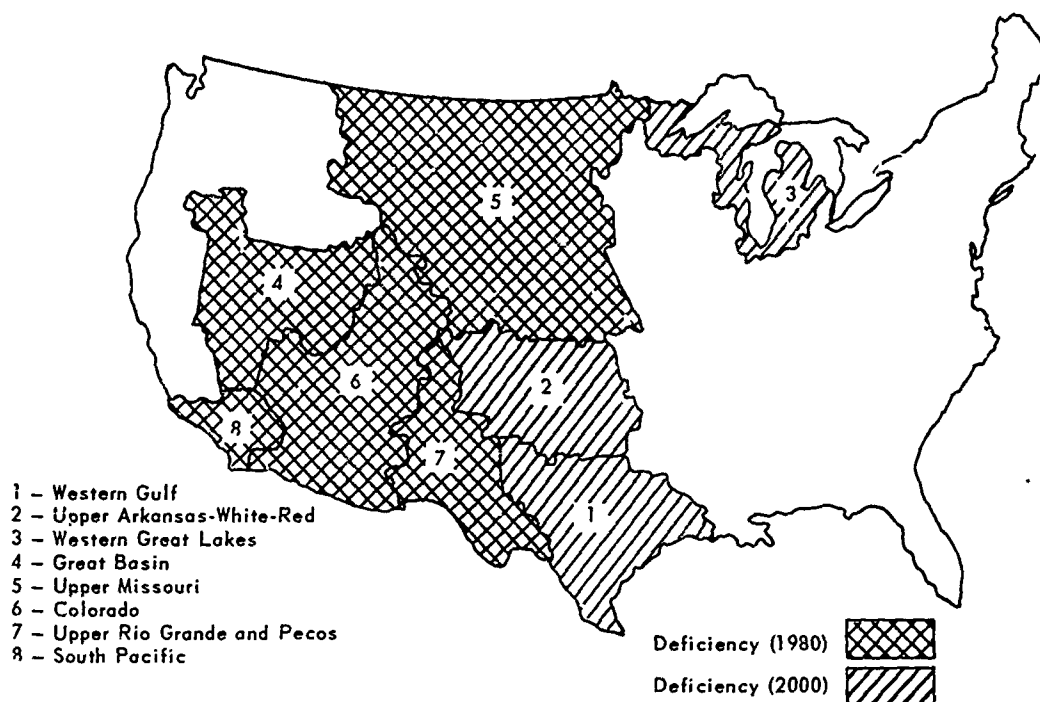 5
3
4
6
2
8
7
1
1 – Western Gulf
2 – Upper Arkansas-White-Red
3 – Western Great Lakes
4 – Great Basin
5 – Upper Missouri
6 – Colorado
7 – Upper Rio Grande and Pecos
8 – South Pacific
Deficiency (1980)
Deficiency (2000)